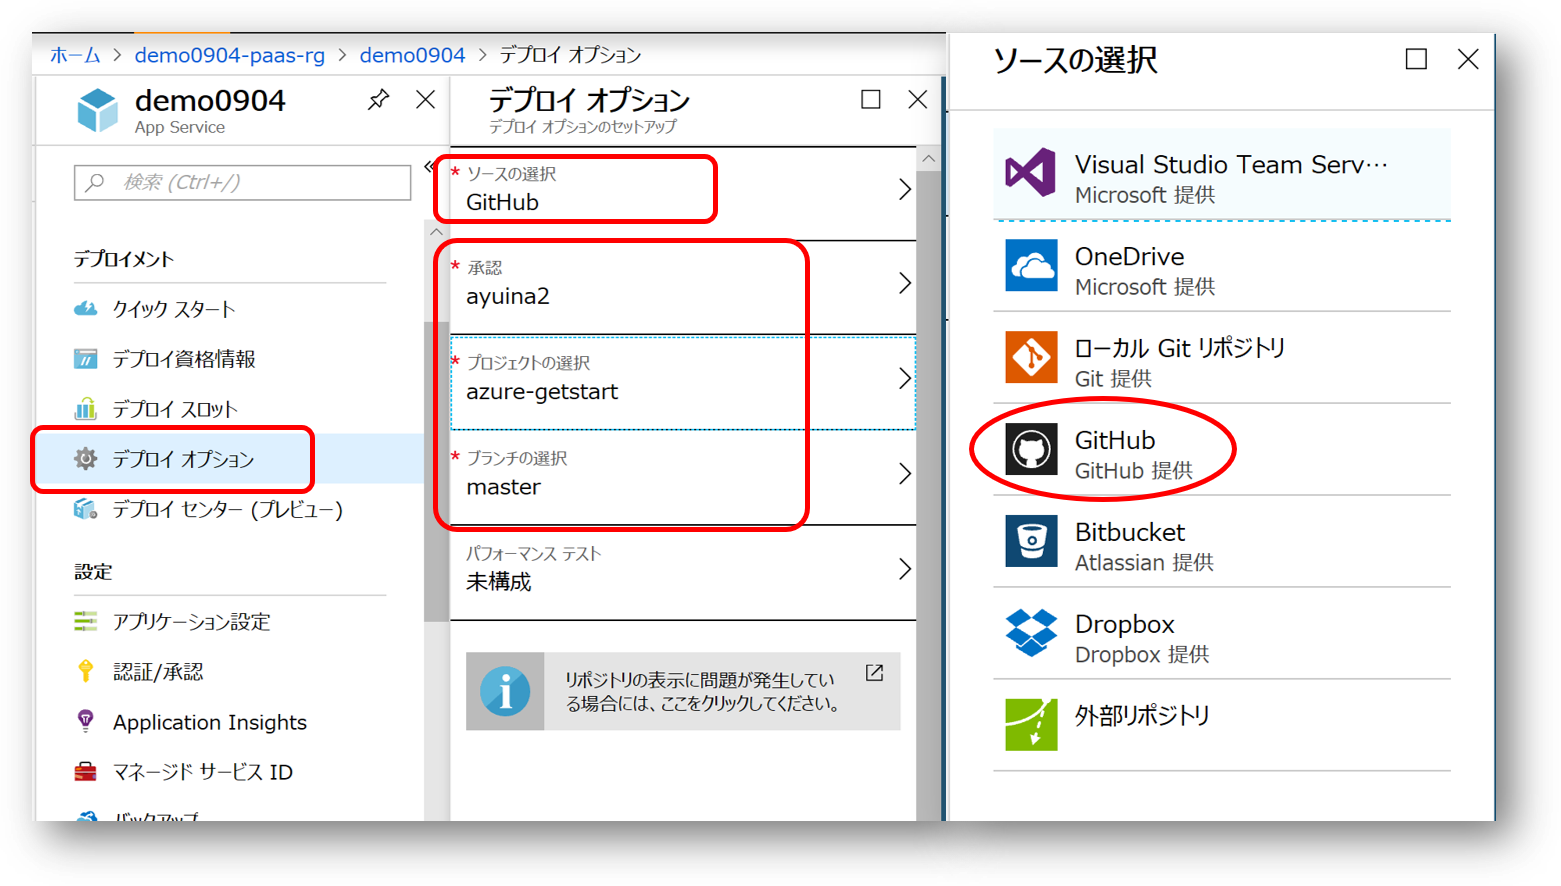 ホーム > demo0904-paas-rg > demo0904 > デプロイ オプション
demo0904
App Service
検索 (Ctrl+/)
デプロイメント
クイック スタート
デプロイ資格情報
デプロイ スロット
デプロイ オプション
デプロイ センター (プレビュー)
設定
アプリケーション設定
認証/承認
Application Insights
マネージド サービス ID
バックアップ
デプロイ オプション
デプロイ オプションのセットアップ
* ソースの選択
GitHub
* 承認
ayuina2
* プロジェクトの選択
azure-getstart
* ブランチの選択
master
パフォーマンス テスト
未構成
リポジトリの表示に問題が発生してい
る場合には、ここをクリックしてください。
ソースの選択
Visual Studio Team Serv…
Microsoft 提供
OneDrive
Microsoft 提供
ローカル Git リポジトリ
Git 提供
GitHub
GitHub 提供
Bitbucket
Atlassian 提供
Dropbox
Dropbox 提供
外部リポジトリ